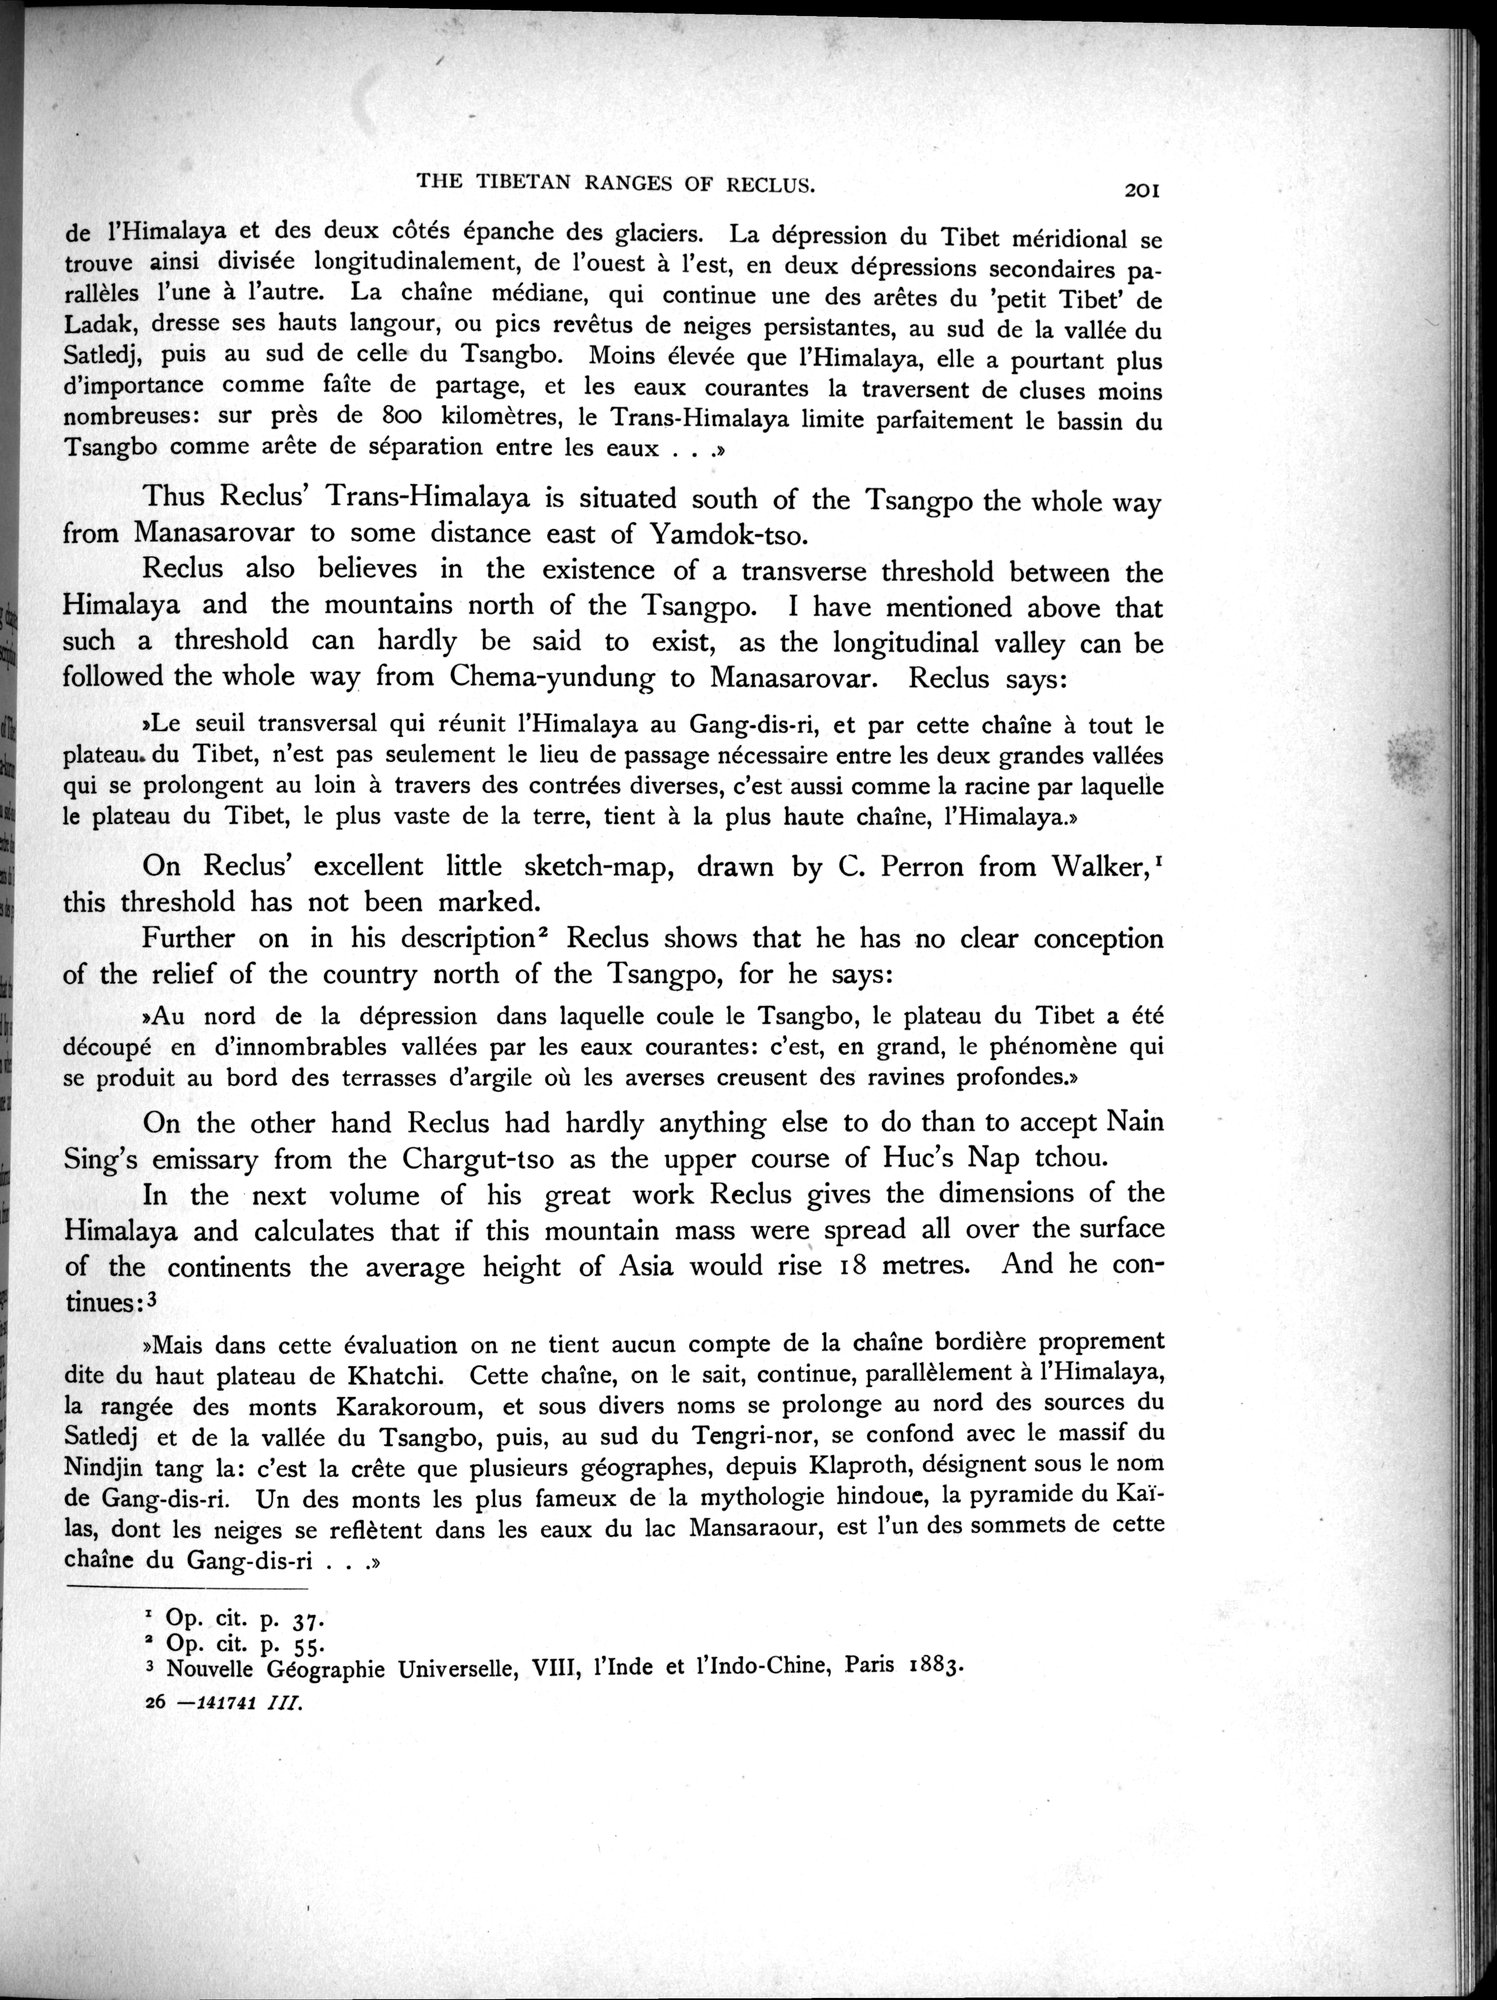 THE TIBETAN RANGES OF RECLUS. 201
de l'Himalaya et des deux côtés épanche des glaciers. La dépression du Tibet méridional se
trouve ainsi divisée longitudinalement, de l'ouest à l'est, en deux dépressions secondaires pa-
rallèles l'une à l'autre. La chaîne médiane, qui continue une des arêtes du 'petit Tibet' de
Ladak, dresse ses hauts langour, ou pics revêtus de neiges persistantes, au sud de la vallée du
Satledj, puis au sud de celle du Tsangbo. Moins élevée que l'Himalaya, elle a pourtant plus
d'importance comme faîte de partage, et les eaux courantes la traversent de cluses moins
nombreuses: sur près de 800 kilomètres, le Trans-Himalaya limite parfaitement le bassin du
Tsangbo comme arête de séparation entre les eaux . . .»
Thus Reclus' Trans-Himalaya is situated south of the Tsangpo the whole way
from Manasarovar to some distance east of Yamdok-tso.
Reclus also believes in the existence of a transverse threshold between the
Himalaya and the mountains north of the Tsangpo. I have mentioned above that
such a threshold can hardly be said to exist, as the longitudinal valley can be
followed the whole way from Chema-yundung to Manasarovar. Reclus says:
»Le seuil transversal qui réunit l'Himalaya au Gang-dis-ri, et par cette chaîne à tout le
plateau du Tibet, n'est pas seulement le lieu de passage nécessaire entre les deux grandes vallées
qui se prolongent au loin à travers des contrées diverses, c'est aussi comme la racine par laquelle
le plateau du Tibet, le plus vaste de la terre, tient à la plus haute chaîne, l'Himalaya.»
On Reclus' excellent little sketch-map, drawn by C. Perron from Walker,¹
this threshold has not been marked.
Further on in his description² Reclus shows that he has no clear conception
of the relief of the country north of the Tsangpo, for he says:
»Au nord de la dépression dans laquelle coule le Tsangbo, le plateau du Tibet a été
découpé en d'innombrables vallées par les eaux courantes: c'est, en grand, le phénomène qui
se produit au bord des terrasses d'argile où les averses creusent des ravines profondes.»
On the other hand Reclus had hardly anything else to do than to accept Nain
Sing's emissary from the Chargut-tso as the upper course of Huc's Nap tchou.
In the next volume of his great work Reclus gives the dimensions of the
Himalaya and calculates that if this mountain mass were spread all over the surface
of the continents the average height of Asia would rise 18 metres. And he con-
tinues:³
»Mais dans cette évaluation on ne tient aucun compte de la chaîne bordière proprement
dite du haut plateau de Khatchi. Cette chaîne, on le sait, continue, parallèlement à l'Himalaya,
la rangée des monts Karakoroum, et sous divers noms se prolonge au nord des sources du
Satledj et de la vallée du Tsangbo, puis, au sud du Tengri-nor, se confond avec le massif du
Nindjin tang la: c'est la crête que plusieurs géographes, depuis Klaproth, désignent sous le nom
de Gang-dis-ri. Un des monts les plus fameux de la mythologie hindoue, la pyramide du Kaï-
las, dont les neiges se reflètent dans les eaux du lac Mansaraour, est l'un des sommets de cette
chaîne du Gang-dis-ri . . .»
¹ Op. cit. p. 37.
² Op. cit. p. 55.
³ Nouvelle Géographie Universelle, VIII, l'Inde et l'Indo-Chine, Paris 1883.
26 —141741 III.